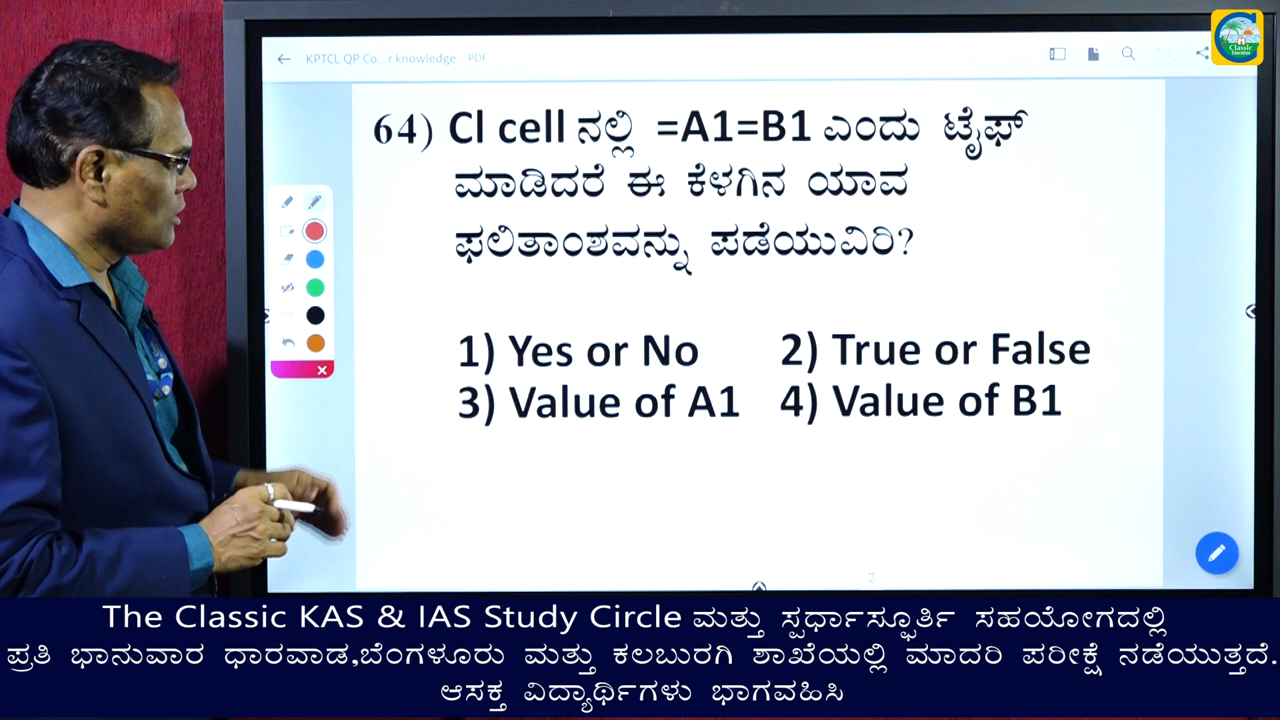 KPTCL QP Co... r knowledge PDF
Classic
Education
64) Cl cell ನಲ್ಲಿ =A1=B1 ಎಂದು ಟೈಫ್
ಮಾಡಿದರೆ ಈ ಕೆಳಗಿನ ಯಾವ
ಫಲಿತಾಂಶವನ್ನು ಪಡೆಯುವಿರಿ?
1) Yes or No 2) True or False
3) Value of A1 4) Value of B1
The Classic KAS & IAS Study Circle ಮತ್ತು ಸ್ಪರ್ಧಾಸ್ಫೂರ್ತಿ ಸಹಯೋಗದಲ್ಲಿ
ಪ್ರತಿ ಭಾನುವಾರ ಧಾರವಾಡ,ಬೆಂಗಳೂರು ಮತ್ತು ಕಲಬುರಗಿ ಶಾಖೆಯಲ್ಲಿ ಮಾದರಿ ಪರೀಕ್ಷೆ ನಡೆಯುತ್ತದೆ.
ಆಸಕ್ತ ವಿದ್ಯಾರ್ಥಿಗಳು ಭಾಗವಹಿಸಿ